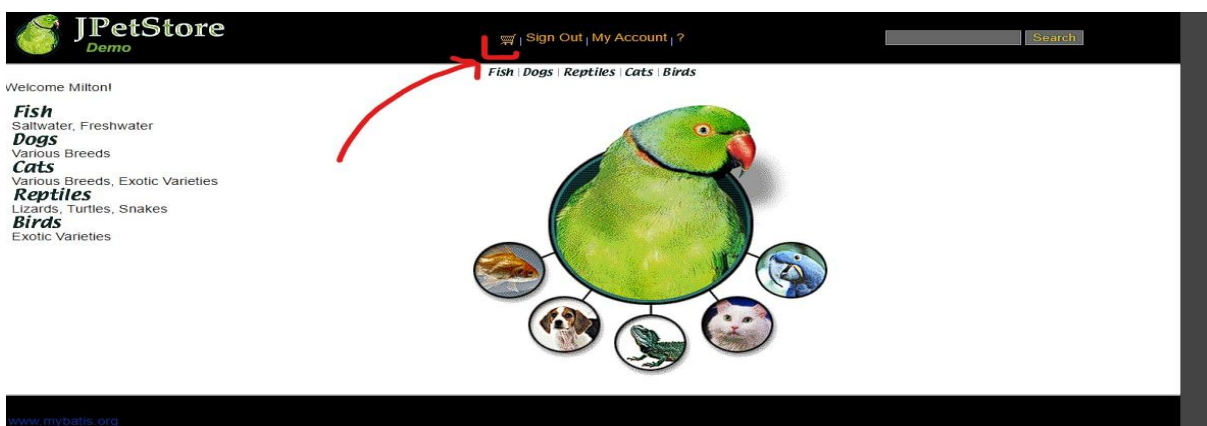 JPetStore
Demo
Sign Out | My Account | ?
Search
Fish | Dogs | Reptiles | Cats | Birds
Welcome Milton!
Fish
Saltwater, Freshwater
Dogs
Various Breeds
Cats
Various Breeds, Exotic Varieties
Reptiles
Lizards, Turtles, Snakes
Birds
Exotic Varieties
www.mybatis.org